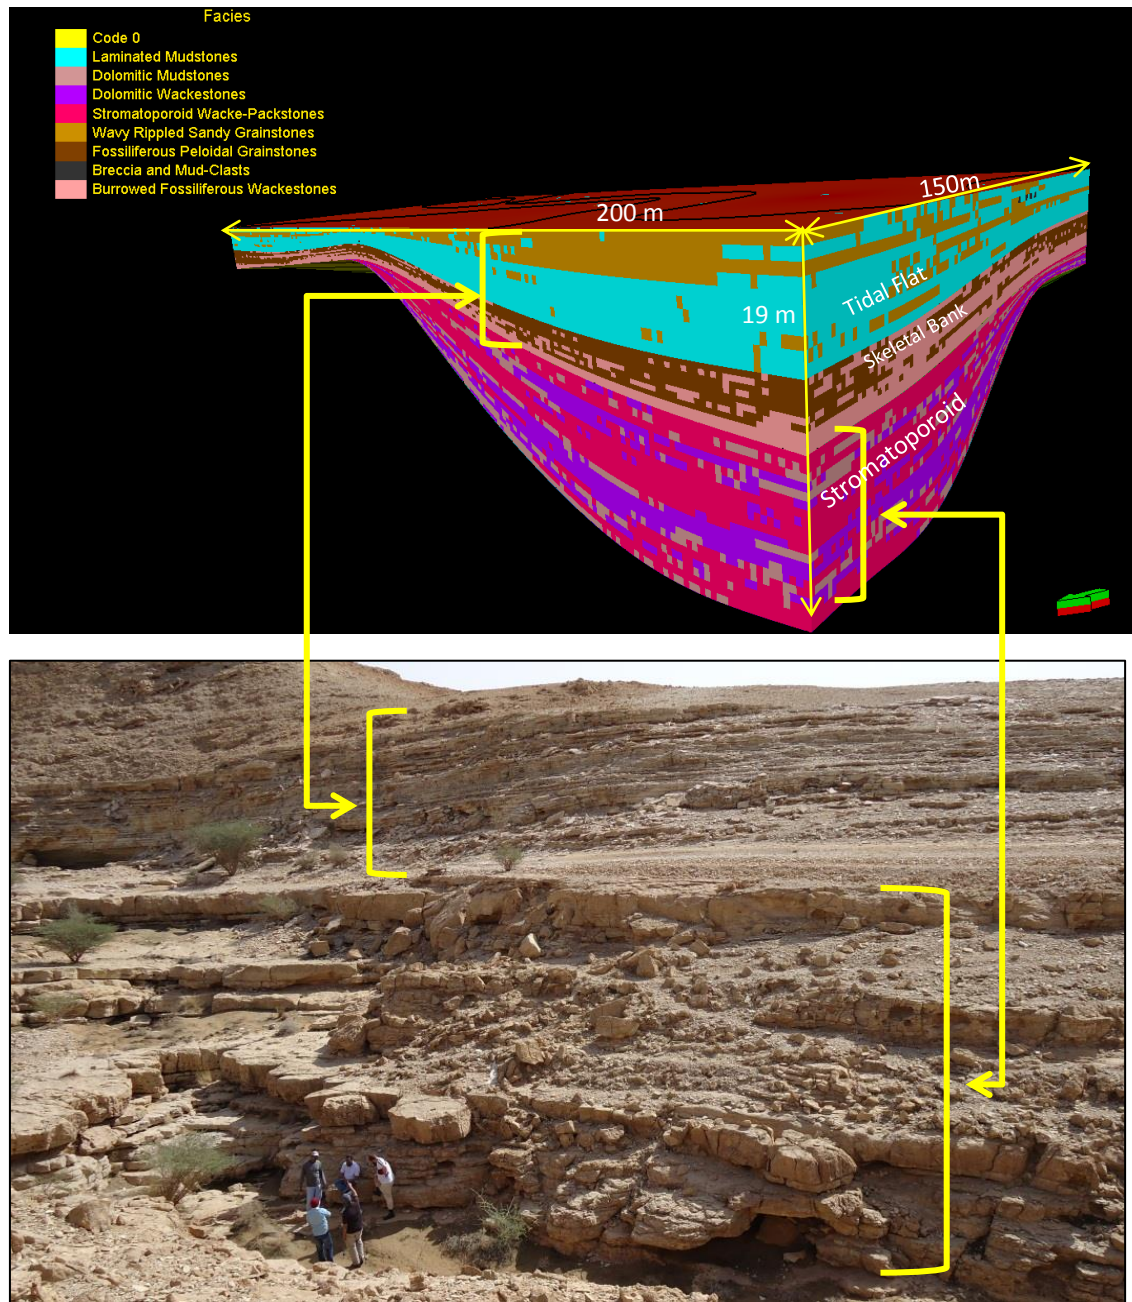 Facies
Code 0
Laminated Mudstones
Dolomitic Mudstones
Dolomitic Wackestones
Stromatoporoid Wacke-Packstones
Wavy Rippled Sandy Grainstones
Fossiliferous Peloidal Grainstones
Breccia and Mud-Clasts
Burrowed Fossiliferous Wackestones
200 m
150m
19 m
Tidal Flat
Skeletal Bank
Stromatoporoid